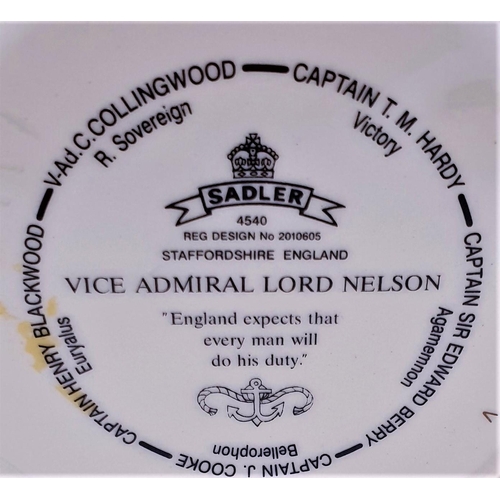 V-Ad. C. COLLINGWOOD
R. Sovereign
CAPTAIN T. M. HARDY
Victory
CAPTAIN SIR EDWARD BERRY
Agamemnon
CAPTAIN J. COOKE
Bellerophon
CAPTAIN HENRY BLACKWOOD
Euryalus
SADLER
4540
REG DESIGN No 2010605
STAFFORDSHIRE ENGLAND
VICE ADMIRAL LORD NELSON
"England expects that
every man will
do his duty."
V